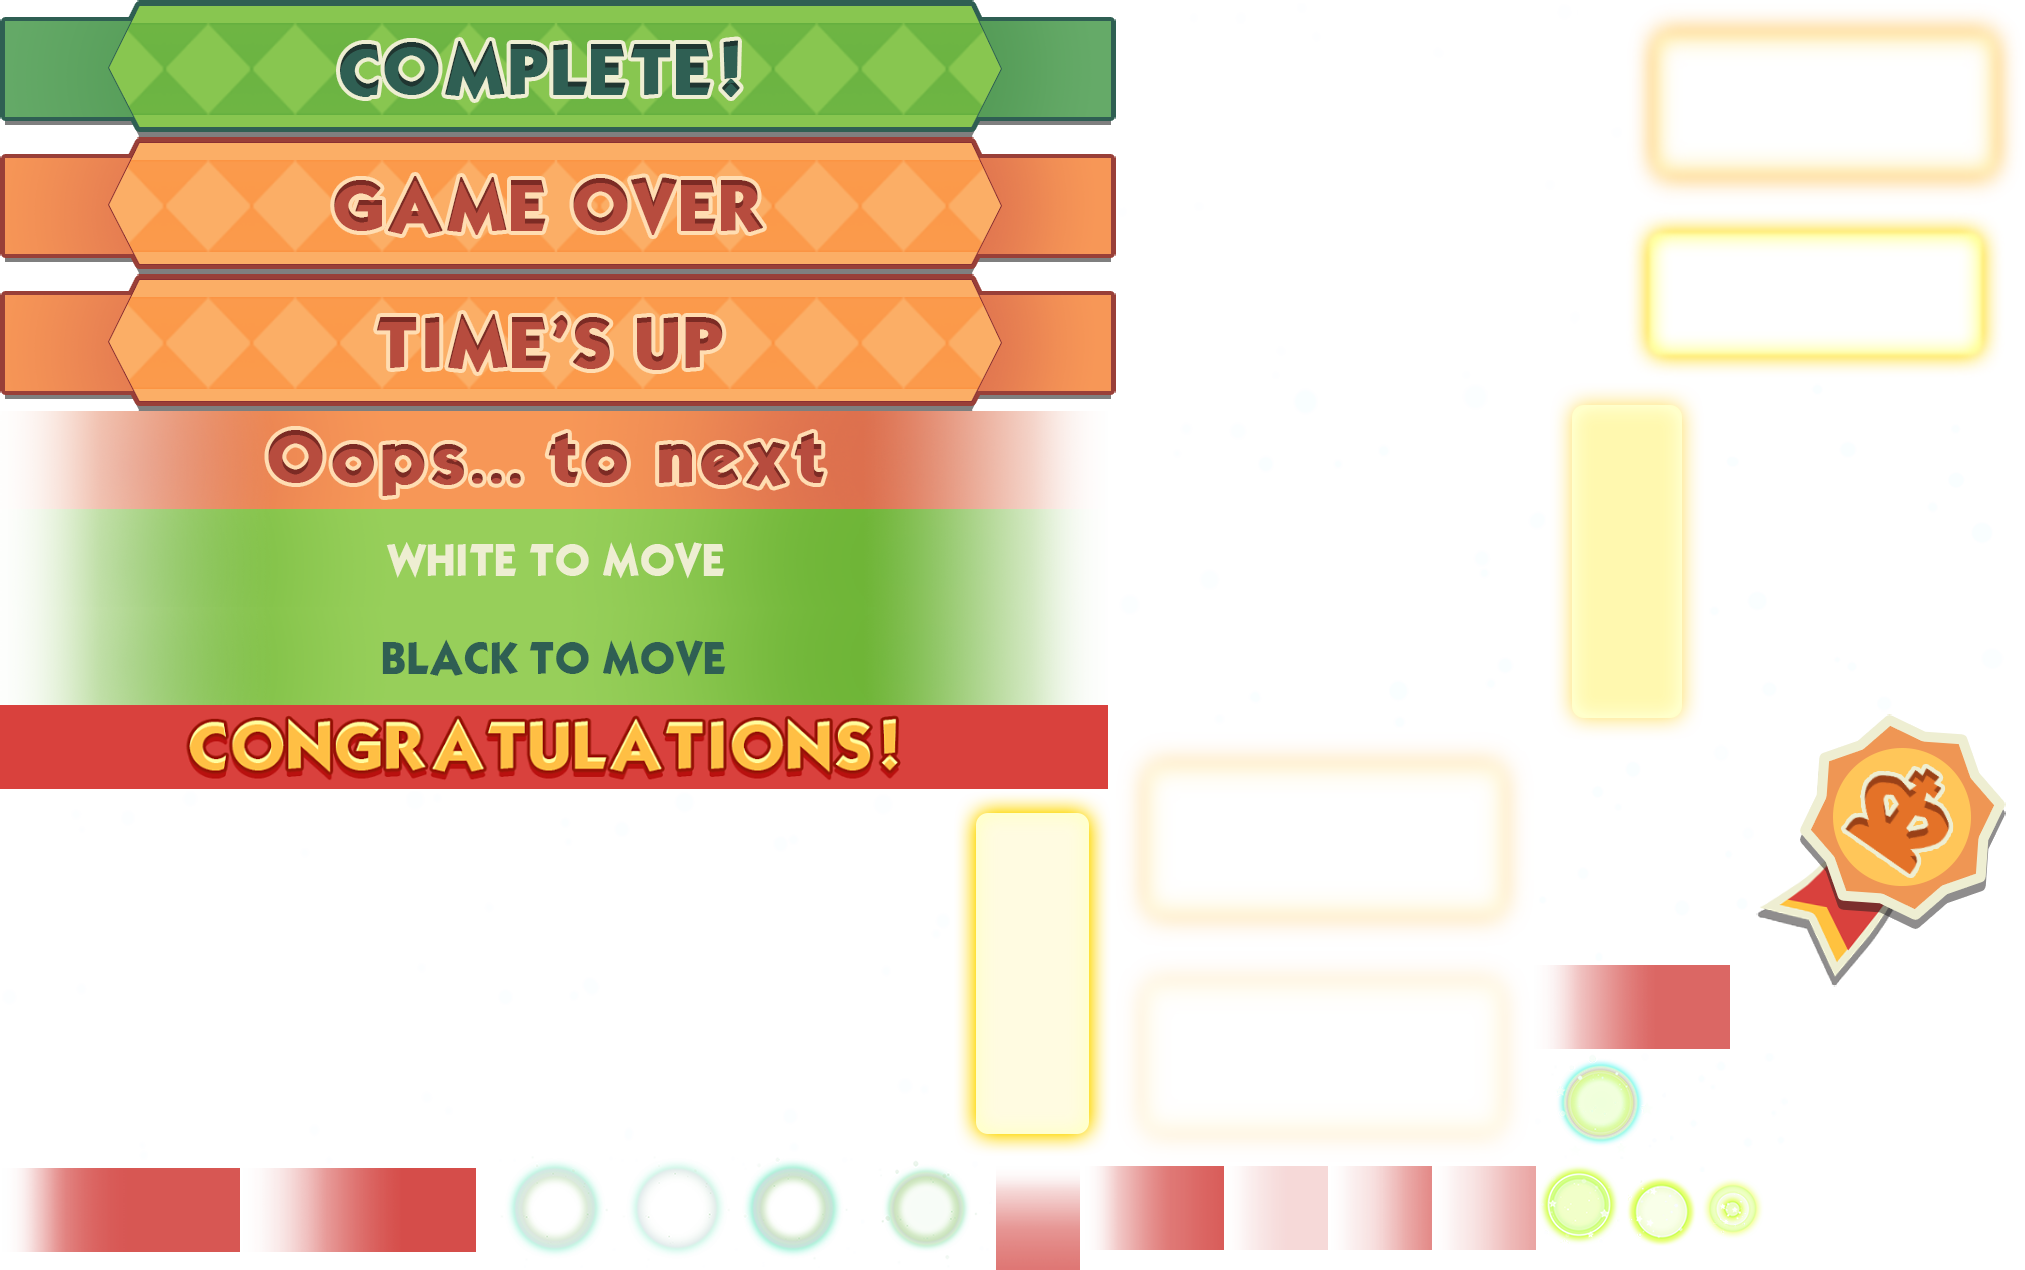 COMPLETE!
GAME OVER
TIME'S UP
Oops... to next
WHITE TO MOVE
BLACK TO MOVE
CONGRATULATIONS!